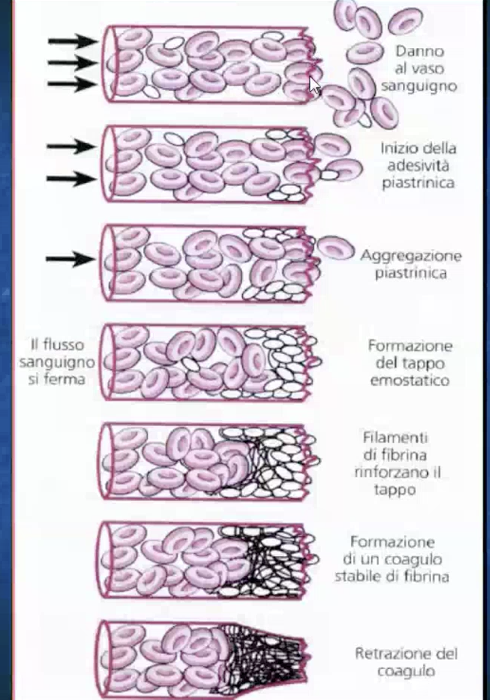 Danno
al vaso
sanguigno
Inizio della
adesività
piastrinica
Aggregazione
piastrinica
Il flusso
sanguigno
si ferma
Formazione
del tappo
emostatico
Filamenti
di fibrina
rinforzano il
tappo
Formazione
di un coagulo
stabile di fibrina
Retrazione del
coagulo